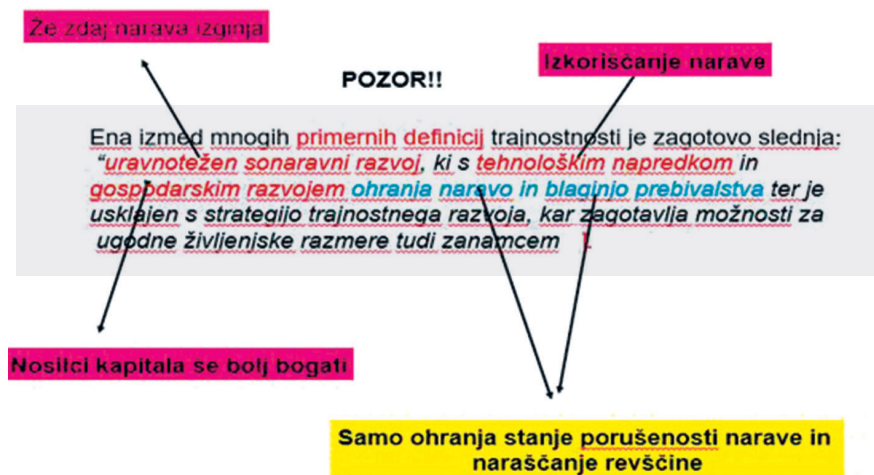 Že zdaj narava izginja
Izkoriščanje narave
POZOR!!
Ena izmed mnogih primernih definicij trajnostnosti je zagotovo slednja:
“uravnotežen sonaravni razvoj, ki s tehnološkim napredkom in
gospodarskim razvojem ohranja naravo in blaginjo prebivalstva ter je
usklajen s strategijo trajnostnega razvoja, kar zagotavlja možnosti za
ugodne življenjske razmere tudi zanamcem
Nosilci kapitala se bolj bogati
Samo ohranja stanje porušenosti narave in
naraščanje revščine